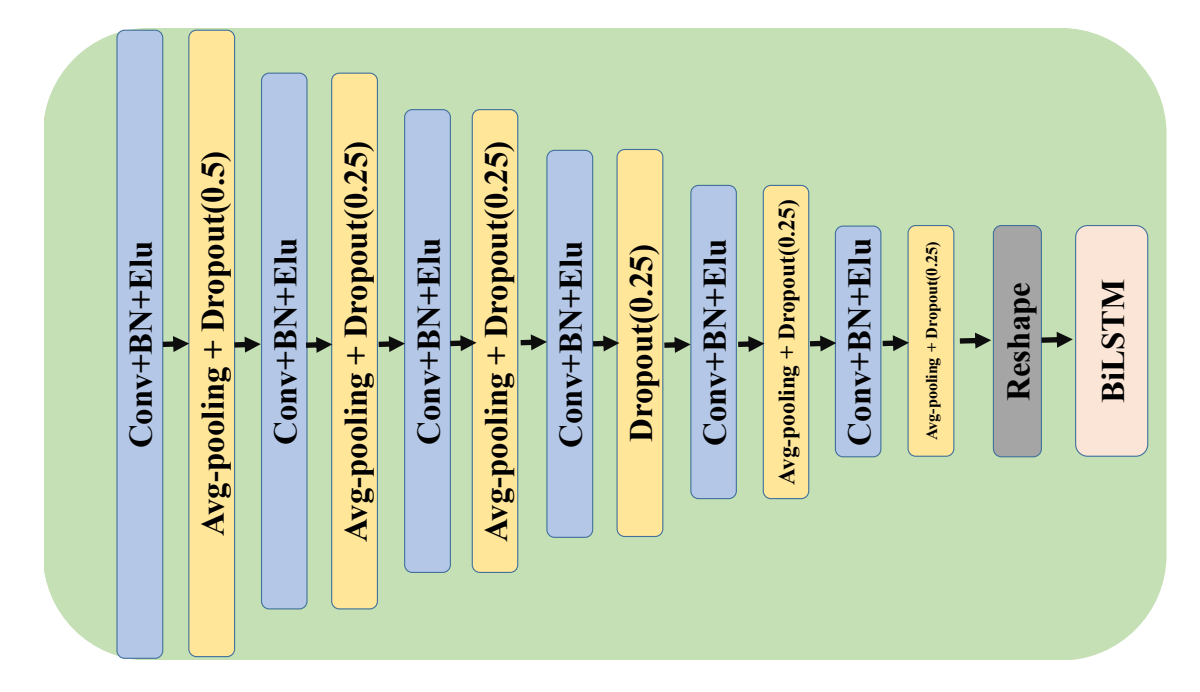 Conv+BN+Elu
Avg-pooling + Dropout(0.5)
Conv+BN+Elu
Avg-pooling + Dropout(0.25)
Conv+BN+Elu
Avg-pooling + Dropout(0.25)
Conv+BN+Elu
Dropout(0.25)
Conv+BN+Elu
Avg-pooling + Dropout(0.25)
Conv+BN+Elu
Avg-pooling + Dropout(0.25)
Reshape
BiLSTM